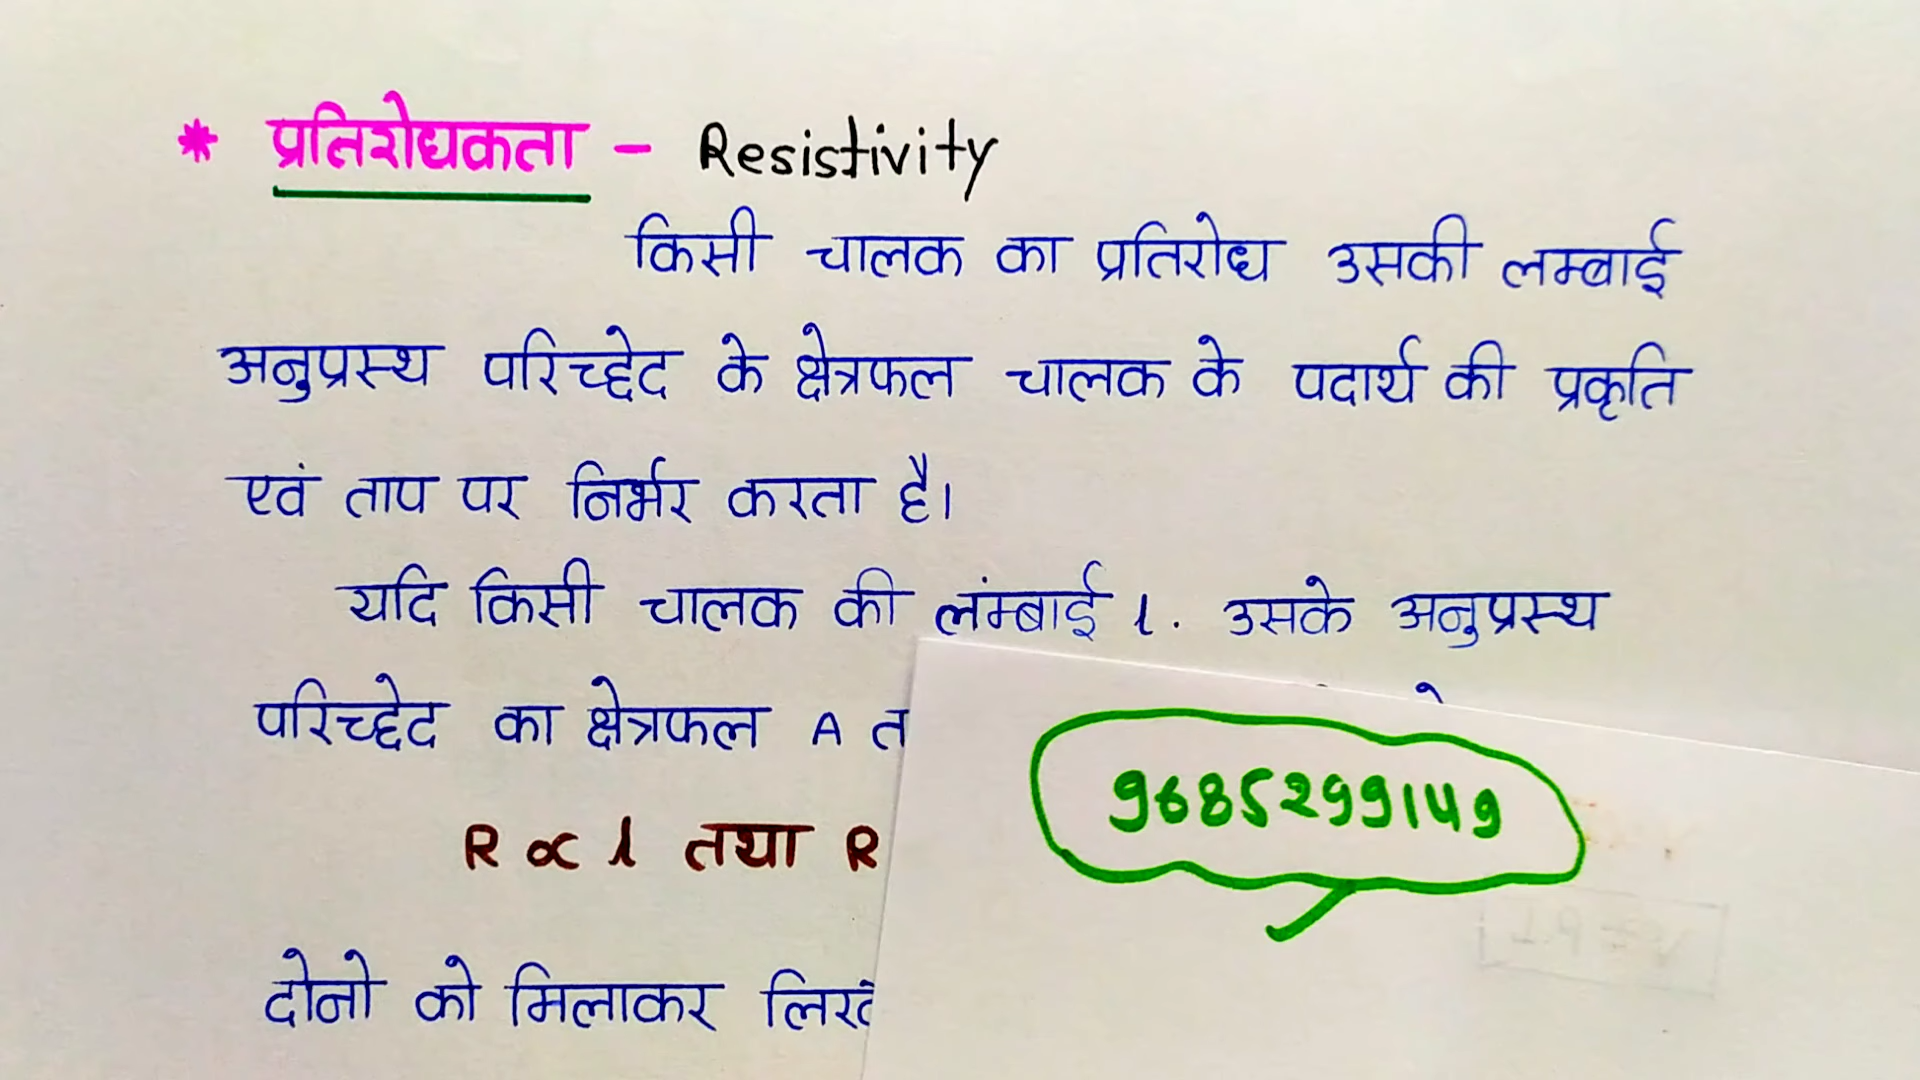 * प्रतिरोधकता - Resistivity
किसी चालक का प्रतिरोध उसकी लम्बाई
अनुप्रस्थ परिच्छेद के क्षेत्रफल चालक के पदार्थ की प्रकृति
एवं ताप पर निर्भर करता है।
यदि किसी चालक की लंम्बाई l. उसके अनुप्रस्थ
परिच्छेद का क्षेत्रफल A
R ∝ l तथा R
दोनो को मिलाकर
9685299149